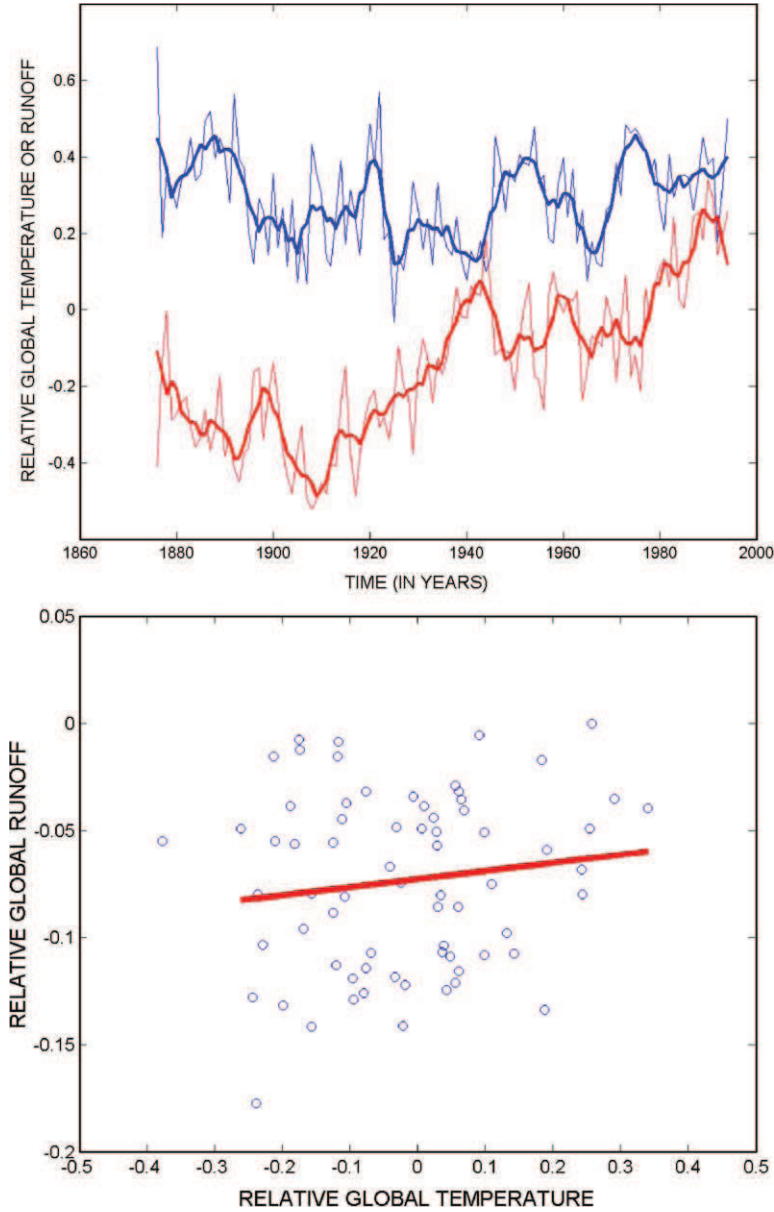 RELATIVE GLOBAL TEMPERATURE OR RUNOFF
0.6
0.4
0.2
0
-0.2
-0.4
1860 1880 1900 1920 1940 1960 1980 2000
TIME (IN YEARS)
RELATIVE GLOBAL RUNOFF
0.05
0
-0.05
-0.1
-0.15
-0.2
-0.5 -0.4 -0.3 -0.2 -0.1 0 0.1 0.2 0.3 0.4 0.5
RELATIVE GLOBAL TEMPERATURE